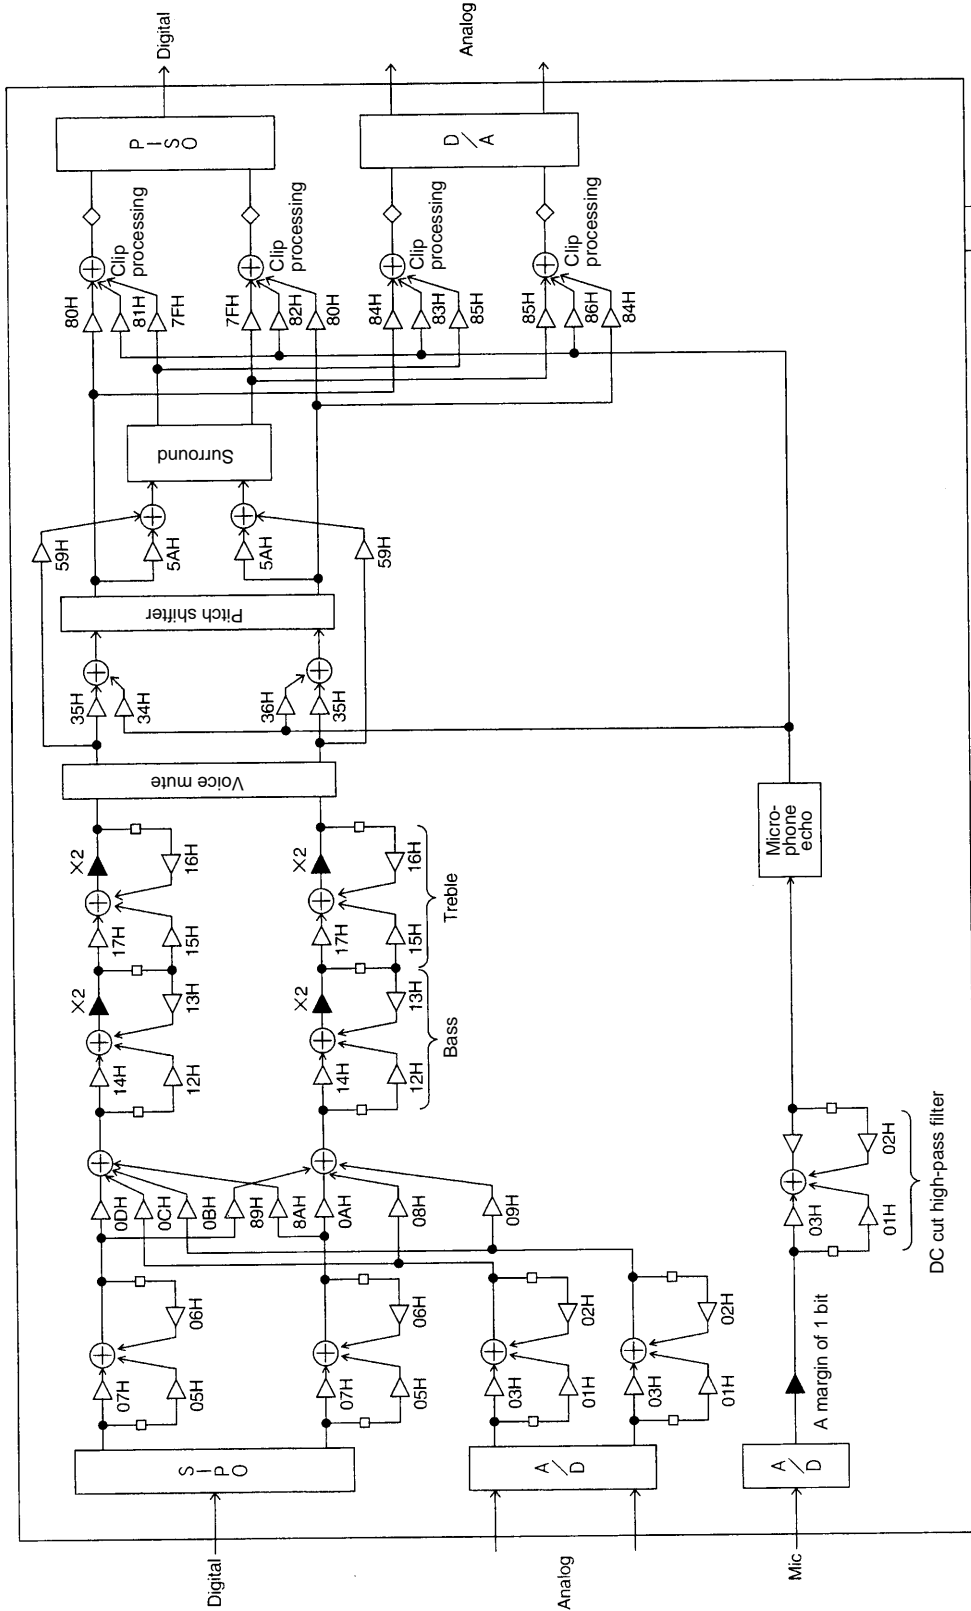 Digital
Analog
Mic
S
I
P
O
A
/
D
A
/
D
A margin of 1 bit
07H
05H
06H
07H
05H
06H
03H
01H
02H
03H
01H
02H
03H
01H
02H
DC cut high-pass filter
0DH
0CH
0BH
89H
8AH
0AH
08H
09H
14H
12H
13H
×2
17H
15H
16H
×2
14H
12H
13H
×2
17H
15H
16H
×2
Bass
Treble
Micro-
phone
echo
Voice mute
35H
34H
36H
35H
Pitch shifter
59H
5AH
5AH
59H
Surround
80H
81H
7FH
Clip
processing
7FH
82H
80H
Clip
processing
84H
83H
85H
Clip
processing
85H
86H
84H
Clip
processing
P
I
S
O
D
/
A
Digital
Analog